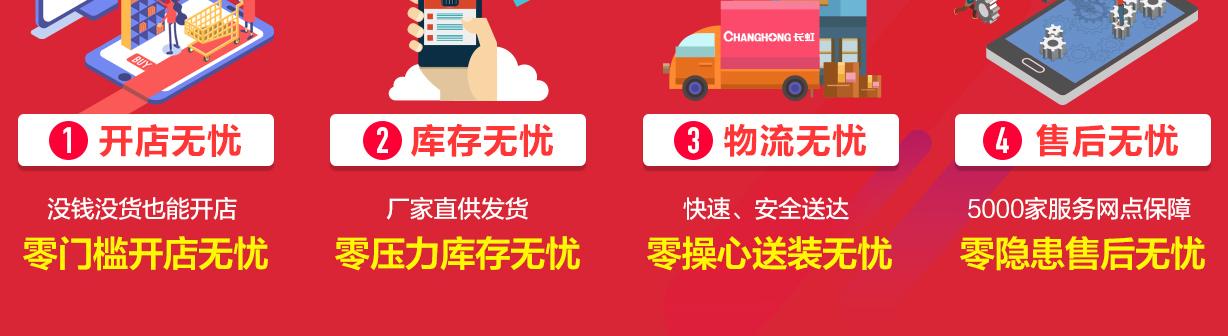 BUY
CHANGHONG 长虹
1 开店无忧
没钱没货也能开店
零门槛开店无忧
2 库存无忧
厂家直供发货
零压力库存无忧
3 物流无忧
快速、安全送达
零操心送装无忧
4 售后无忧
5000家服务网点保障
零隐患售后无忧